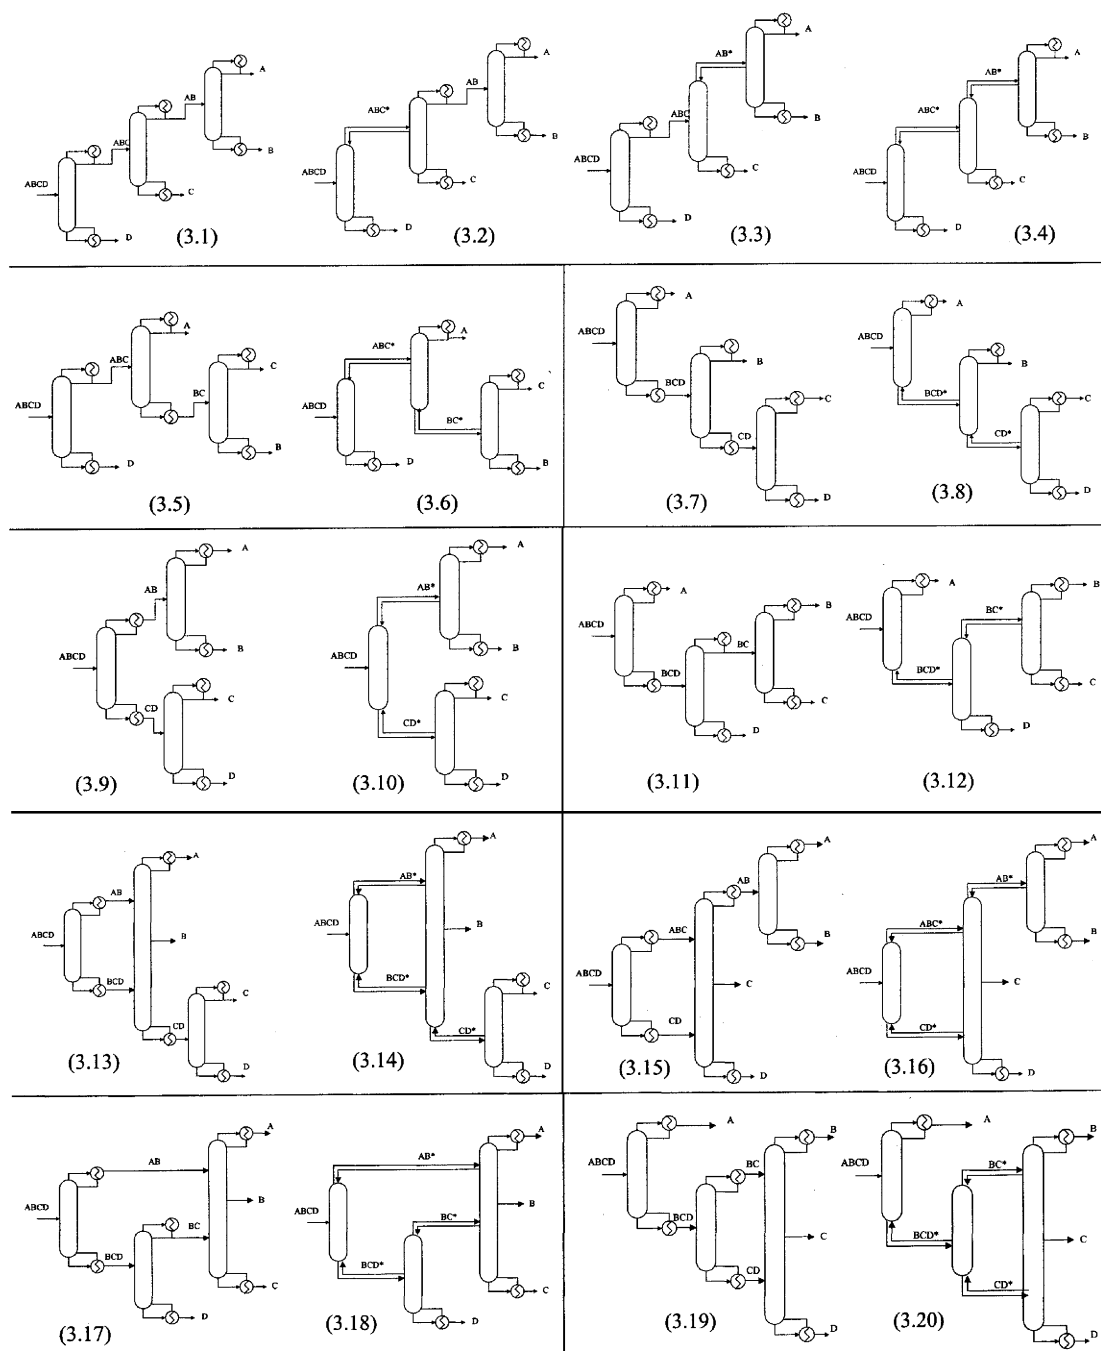 A
AB
ABC
ABCD
B
C
D
(3.1)
A
AB
ABC*
ABCD
B
C
D
(3.2)
AB*
A
ABC
ABCD
B
C
D
(3.3)
A
AB*
ABC*
ABCD
B
C
D
(3.4)
A
ABC
C
ABCD
BC
B
D
(3.5)
A
ABC*
C
ABCD
BC*
B
D
(3.6)
A
ABCD
B
BCD
C
CD
D
(3.7)
A
ABCD
B
BCD*
C
CD*
D
(3.8)
A
AB
ABCD
B
C
CD
D
(3.9)
A
AB*
ABCD
B
C
CD*
D
(3.10)
A
B
ABCD
BC
BCD
C
D
(3.11)
A
B
BC*
ABCD
BCD*
C
D
(3.12)
A
AB
ABCD
B
BCD
C
CD
D
(3.13)
A
AB*
ABCD
B
BCD*
C
CD*
D
(3.14)
A
AB
ABC
B
ABCD
C
CD
D
(3.15)
A
AB*
ABC*
B
ABCD
C
CD*
D
(3.16)
A
AB
ABCD
B
BC
BCD
C
D
(3.17)
A
AB*
ABCD
B
BC*
BCD*
C
D
(3.18)
A
B
ABCD
BC
BCD
C
CD
D
(3.19)
A
B
ABCD
BC*
BCD*
C
CD*
D
(3.20)